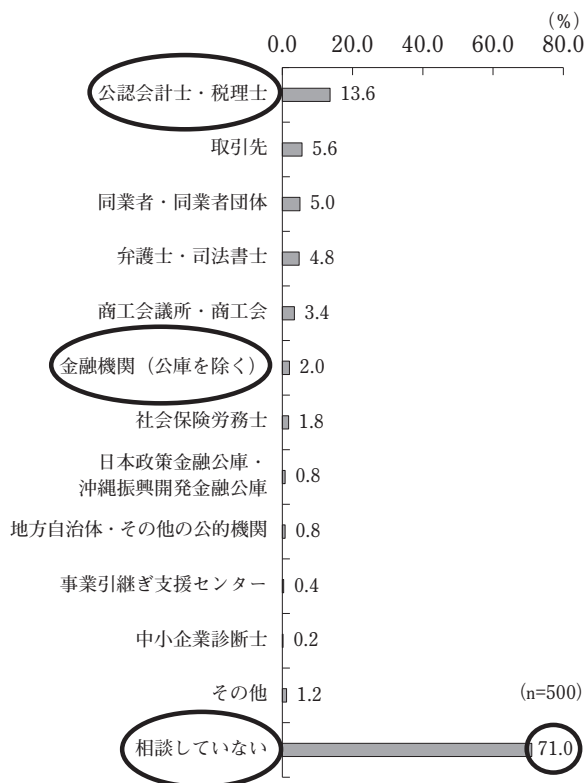 (%)
0.0 20.0 40.0 60.0 80.0
公認会計士・税理士 13.6
取引先 5.6
同業者・同業者団体 5.0
弁護士・司法書士 4.8
商工会議所・商工会 3.4
金融機関（公庫を除く） 2.0
社会保険労務士 1.8
日本政策金融公庫・
沖縄振興開発金融公庫 0.8
地方自治体・その他の公的機関 0.8
事業引継ぎ支援センター 0.4
中小企業診断士 0.2
その他 1.2
(n=500)
相談していない 71.0